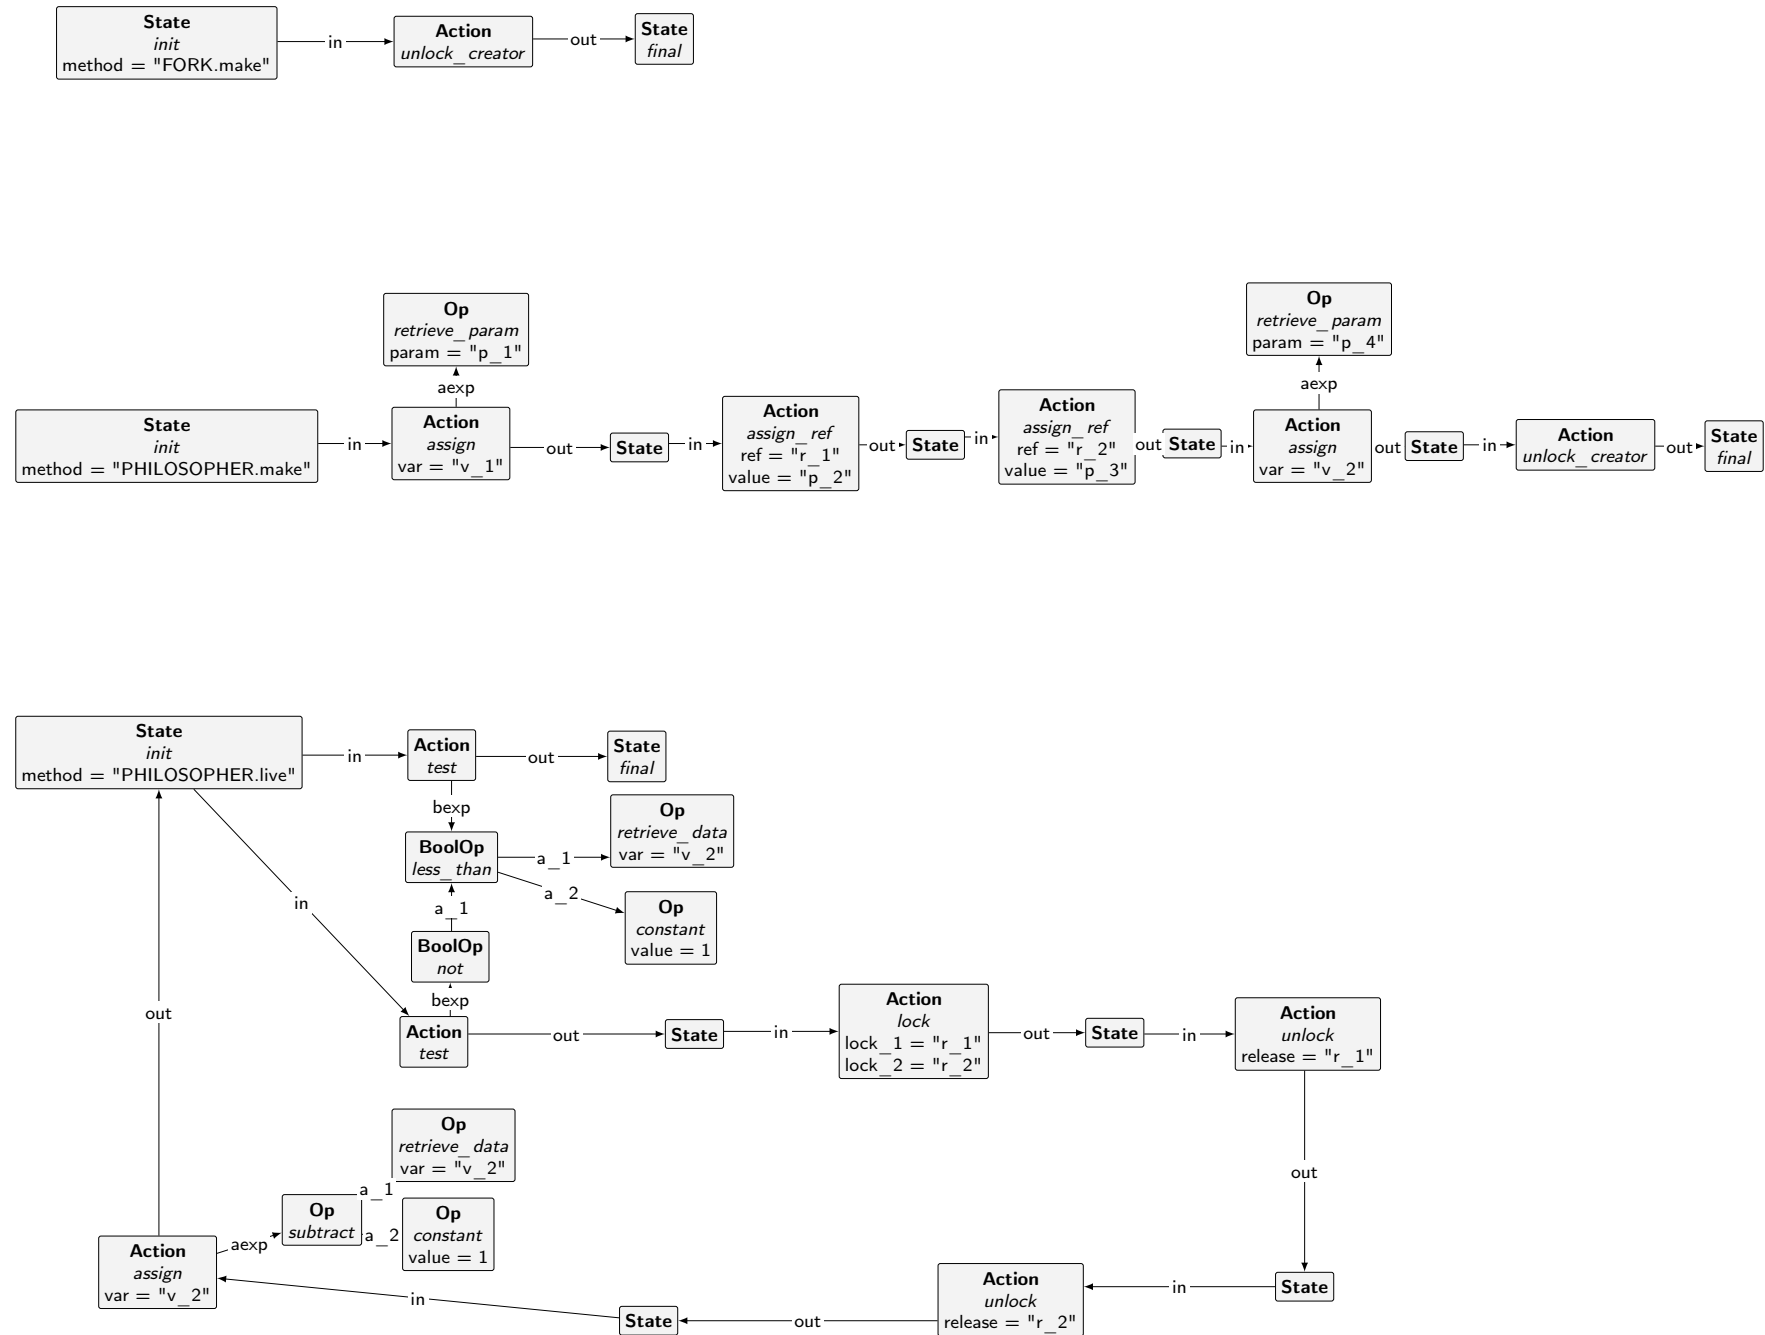 State
init
method = "FORK.make"
in
Action
unlock_creator
out
State
final
Op
retrieve_param
param = "p_1"
aexp
Op
retrieve_param
param = "p_4"
aexp
State
init
method = "PHILOSOPHER.make"
in
Action
assign
var = "v_1"
out
State
in
Action
assign_ref
ref = "r_1"
value = "p_2"
out
State
in
Action
assign_ref
ref = "r_2"
value = "p_3"
out
State
in
Action
assign
var = "v_2"
out
State
in
Action
unlock_creator
out
State
final
State
init
method = "PHILOSOPHER.live"
in
Action
test
out
State
final
bexp
BoolOp
less_than
a_1
Op
retrieve_data
var = "v_2"
a_2
Op
constant
value = 1
a_1
BoolOp
not
bexp
in
Action
test
out
State
in
Action
lock
lock_1 = "r_1"
lock_2 = "r_2"
out
State
in
Action
unlock
release = "r_1"
out
State
in
Action
unlock
release = "r_2"
out
State
in
Action
assign
var = "v_2"
aexp
Op
subtract
a_1
Op
retrieve_data
var = "v_2"
a_2
Op
constant
value = 1
out